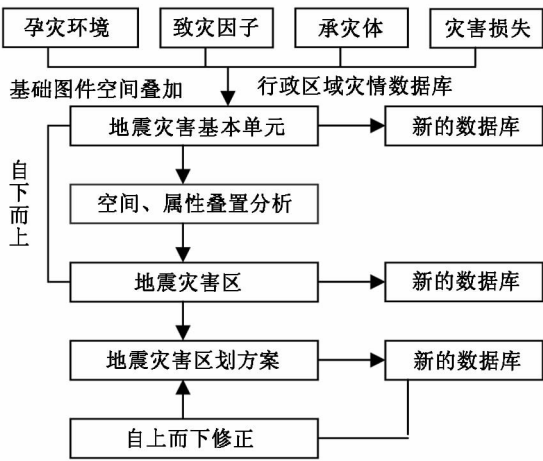 孕灾环境
致灾因子
承灾体
灾害损失
基础图件空间叠加
行政区域灾情数据库
地震灾害基本单元
新的数据库
自下而上
空间、属性叠置分析
地震灾害区
新的数据库
地震灾害区划方案
新的数据库
自上而下修正